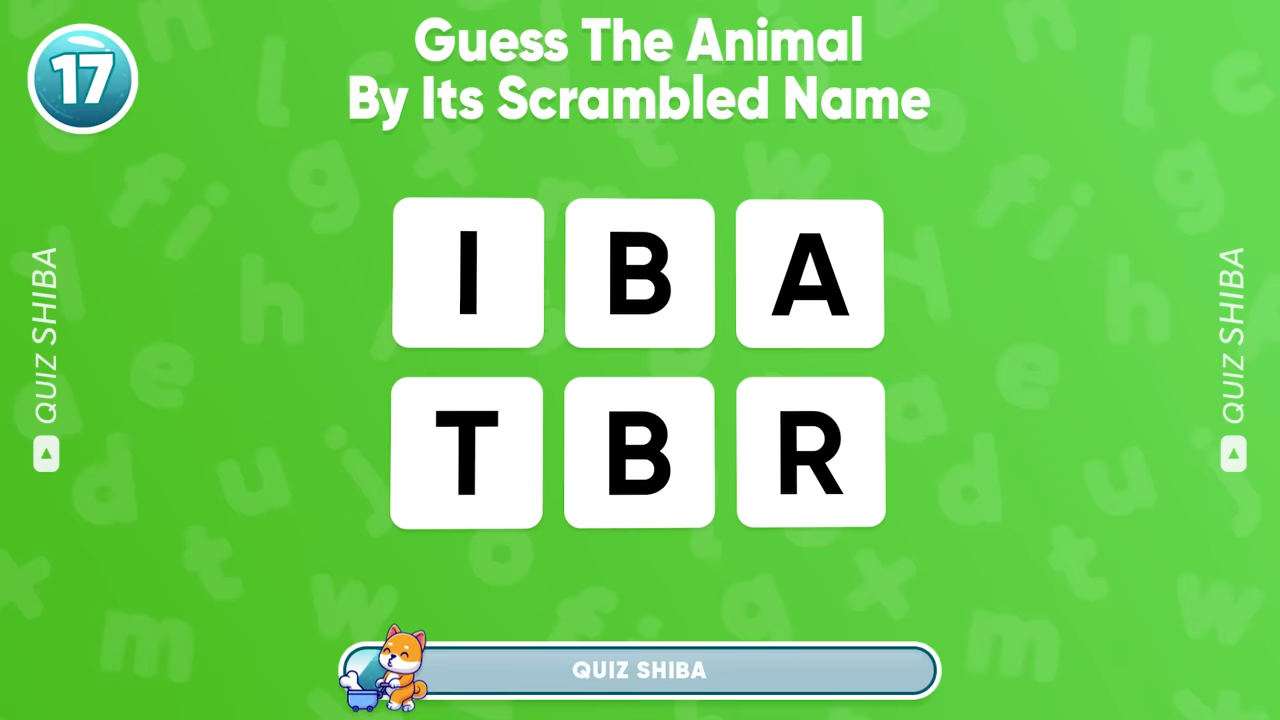 17
Guess The Animal
By Its Scrambled Name
I B A
T B R
QUIZ SHIBA
QUIZ SHIBA
QUIZ SHIBA